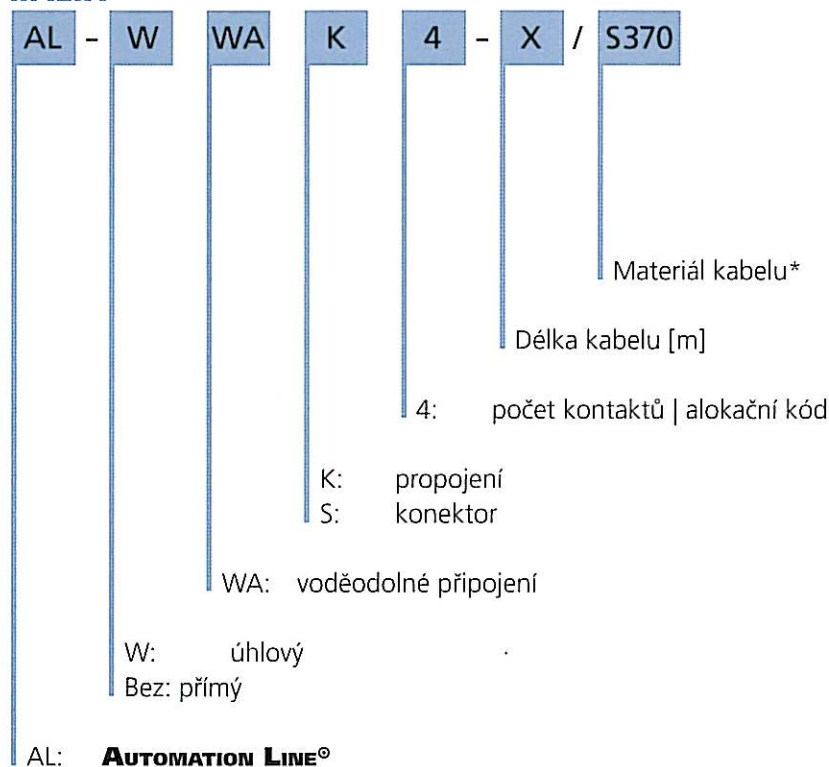 AL - W WA K 4 - X / S370
Materiál kabelu*
Délka kabelu [m]
4: počet kontaktů | alokační kód
K: propojení
S: konektor
WA: voděodolné připojení
W: úhlový
Bez: přímý
AL: AUTOMATION LINE®